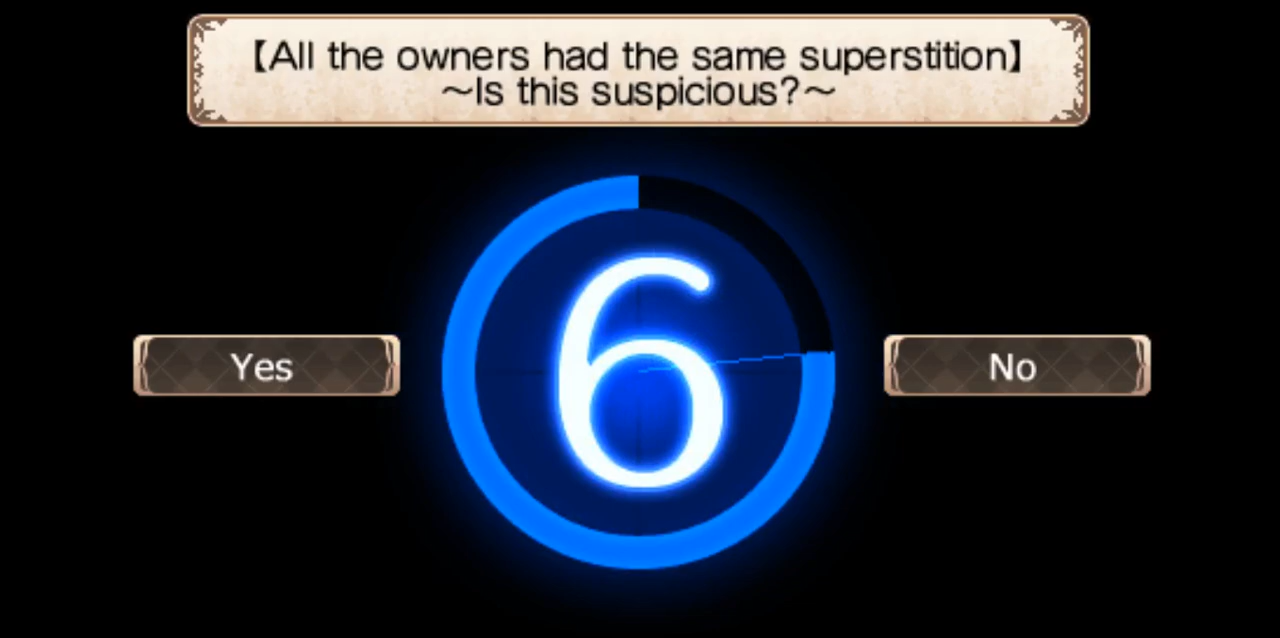 【All the owners had the same superstition】
～Is this suspicious?～
6
Yes
No